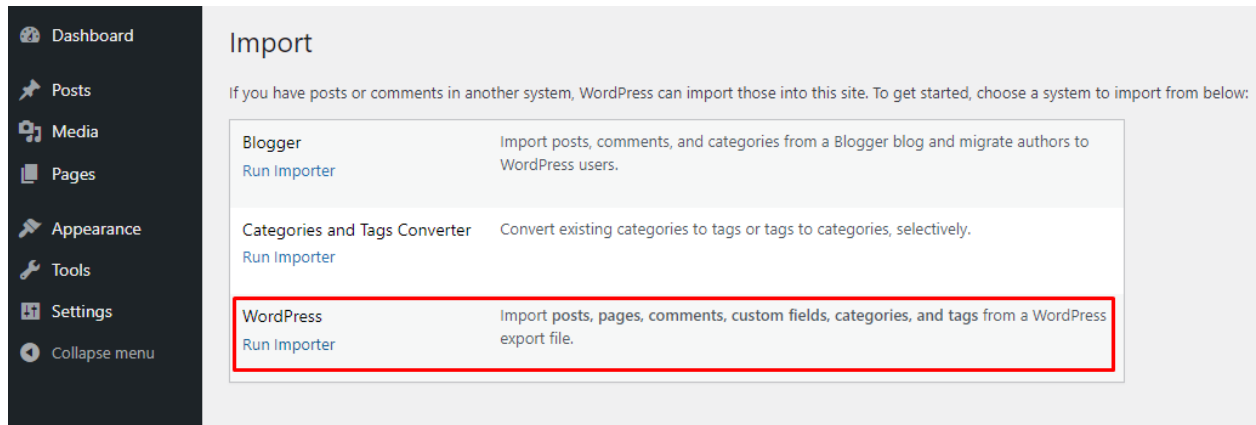 Dashboard
Posts
Media
Pages
Appearance
Tools
Settings
Collapse menu
Import
If you have posts or comments in another system, WordPress can import those into this site. To get started, choose a system to import from below:
Blogger
Run Importer
Import posts, comments, and categories from a Blogger blog and migrate authors to
WordPress users.
Categories and Tags Converter
Run Importer
Convert existing categories to tags or tags to categories, selectively.
WordPress
Run Importer
Import posts, pages, comments, custom fields, categories, and tags from a WordPress
export file.